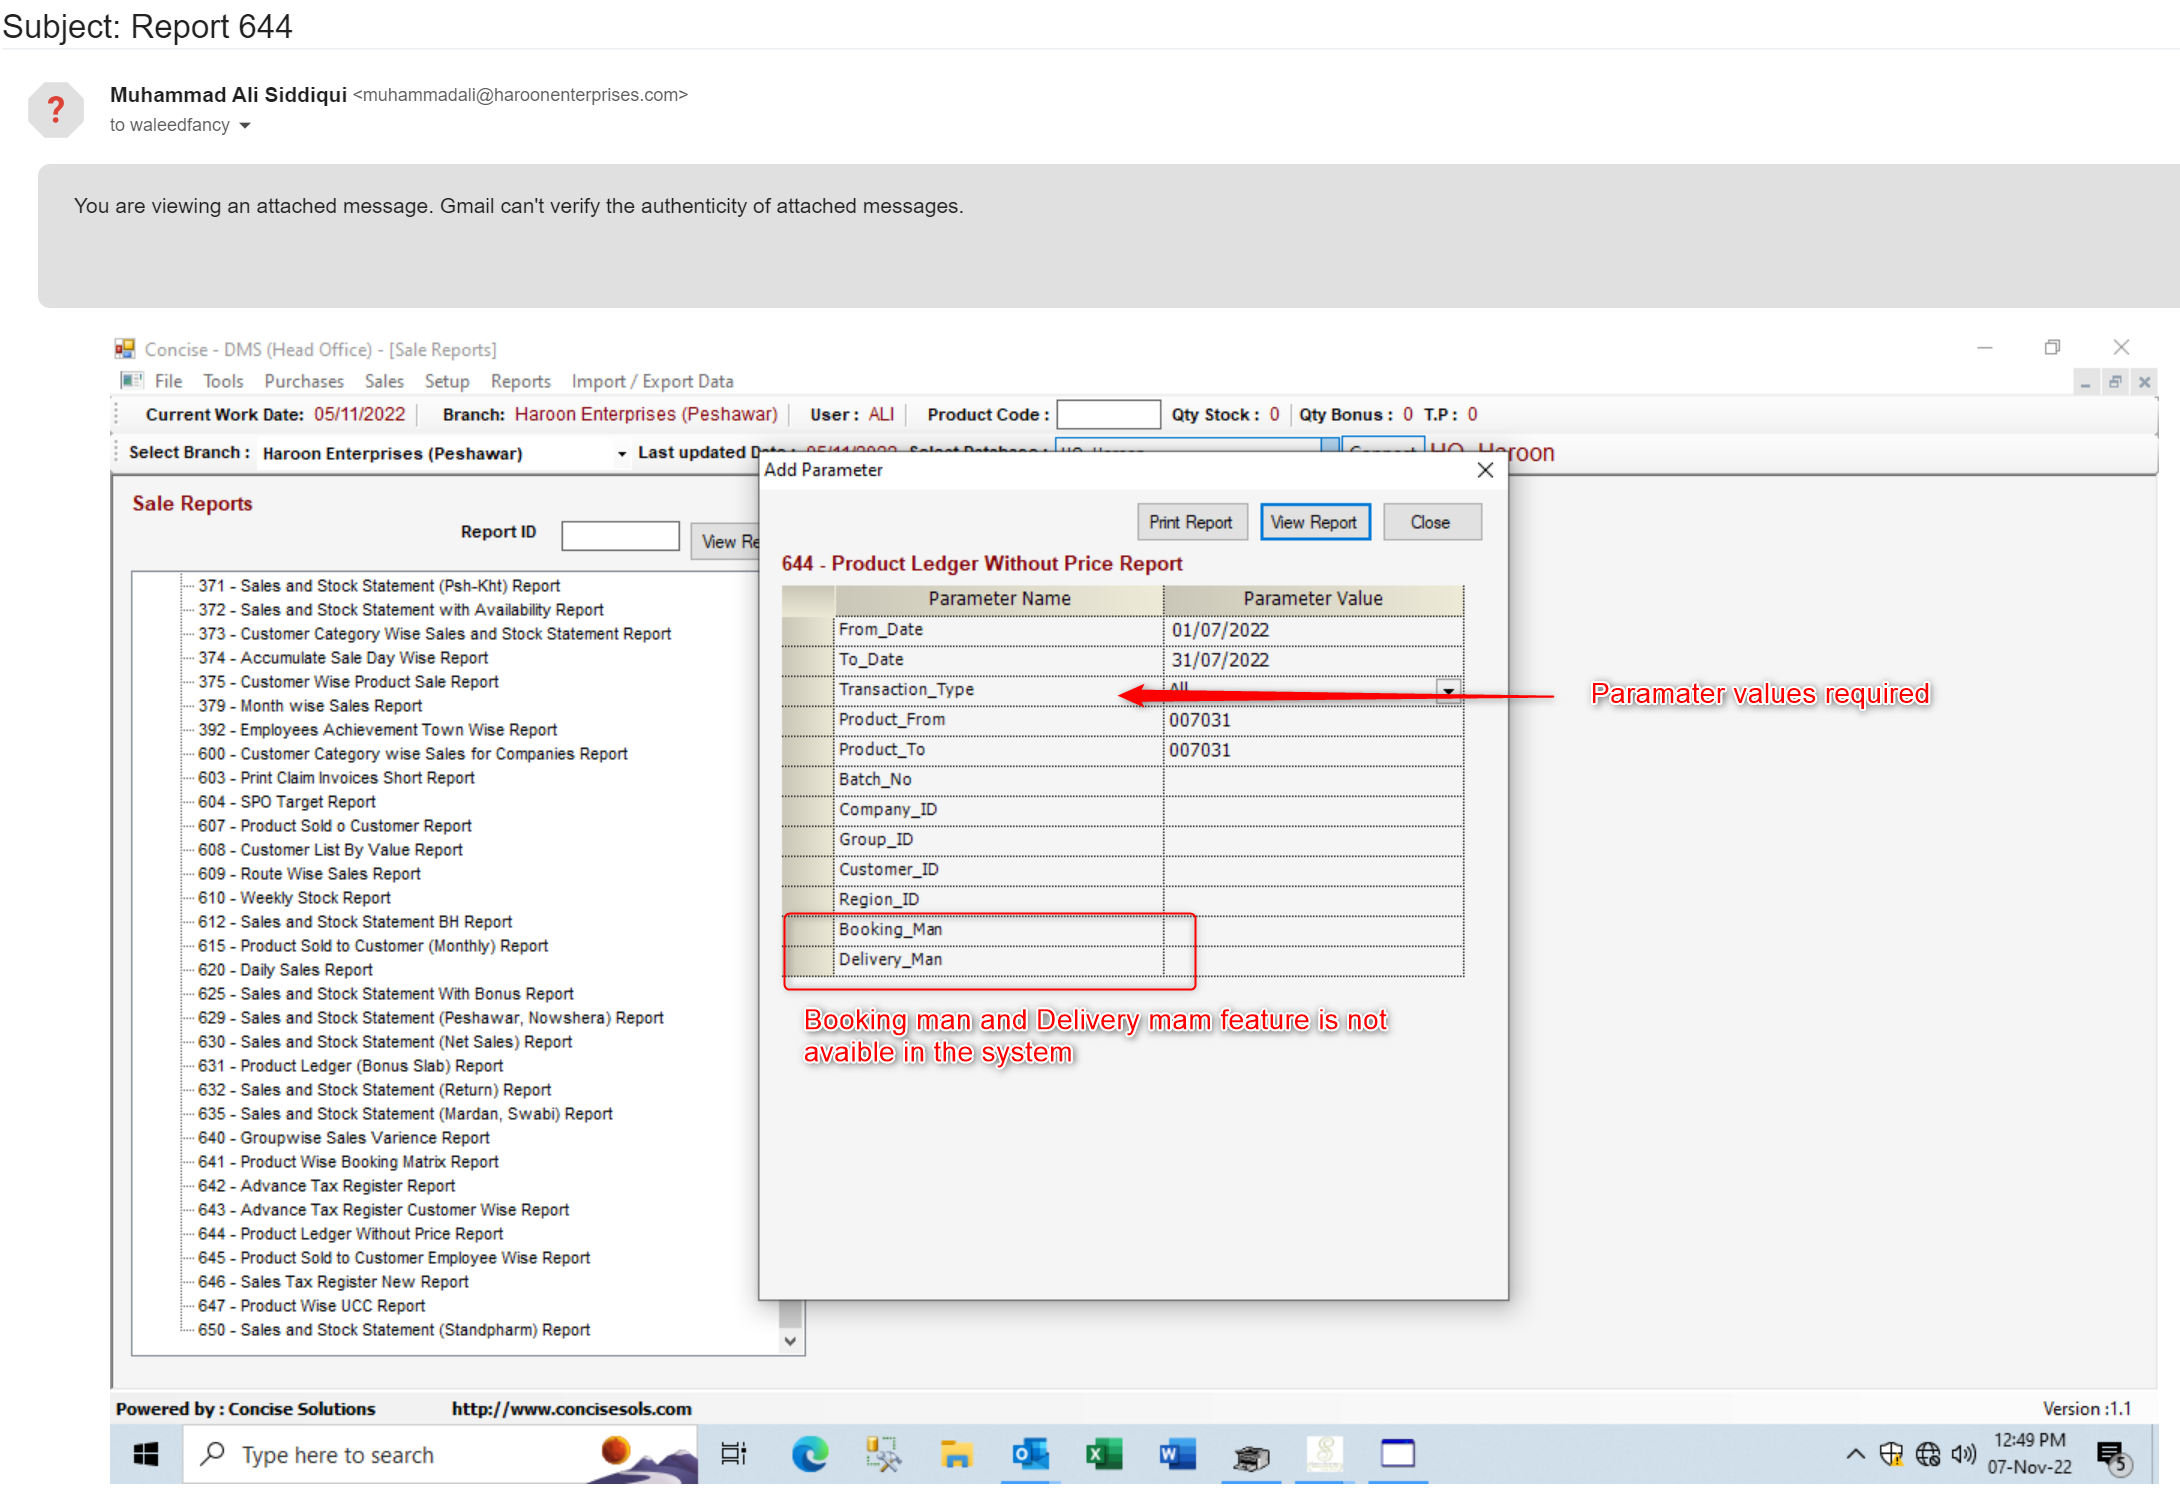 Subject: Report 644
?
Muhammad Ali Siddiqui <muhammadali@haroonenterprises.com>
to waleedfancy
You are viewing an attached message. Gmail can't verify the authenticity of attached messages.
Concise - DMS (Head Office) - [Sale Reports]
File Tools Purchases Sales Setup Reports Import / Export Data
Current Work Date: 05/11/2022 Branch: Haroon Enterprises (Peshawar) User : ALI Product Code : Qty Stock : 0 Qty Bonus : 0 T.P : 0
Select Branch : Haroon Enterprises (Peshawar) Last updated Date : 05/11/2022 Select Database : HO_Haroon Connect HO_Haroon
Sale Reports
Report ID
View Re
371 - Sales and Stock Statement (Psh-Kht) Report
372 - Sales and Stock Statement with Availability Report
373 - Customer Category Wise Sales and Stock Statement Report
374 - Accumulate Sale Day Wise Report
375 - Customer Wise Product Sale Report
379 - Month wise Sales Report
392 - Employees Achievement Town Wise Report
600 - Customer Category wise Sales for Companies Report
603 - Print Claim Invoices Short Report
604 - SPO Target Report
607 - Product Sold o Customer Report
608 - Customer List By Value Report
609 - Route Wise Sales Report
610 - Weekly Stock Report
612 - Sales and Stock Statement BH Report
615 - Product Sold to Customer (Monthly) Report
620 - Daily Sales Report
625 - Sales and Stock Statement With Bonus Report
629 - Sales and Stock Statement (Peshawar, Nowshera) Report
630 - Sales and Stock Statement (Net Sales) Report
631 - Product Ledger (Bonus Slab) Report
632 - Sales and Stock Statement (Return) Report
635 - Sales and Stock Statement (Mardan, Swabi) Report
640 - Groupwise Sales Varience Report
641 - Product Wise Booking Matrix Report
642 - Advance Tax Register Report
643 - Advance Tax Register Customer Wise Report
644 - Product Ledger Without Price Report
645 - Product Sold to Customer Employee Wise Report
646 - Sales Tax Register New Report
647 - Product Wise UCC Report
650 - Sales and Stock Statement (Standpharm) Report
Add Parameter
Print Report View Report Close
644 - Product Ledger Without Price Report
Parameter Name Parameter Value
From_Date 01/07/2022
To_Date 31/07/2022
Transaction_Type All
Product_From 007031
Product_To 007031
Batch_No
Company_ID
Group_ID
Customer_ID
Region_ID
Booking_Man
Delivery_Man
Paramater values required
Booking man and Delivery mam feature is not
avaible in the system
Powered by : Concise Solutions http://www.concisesols.com Version :1.1
Type here to search
12:49 PM
07-Nov-22
5